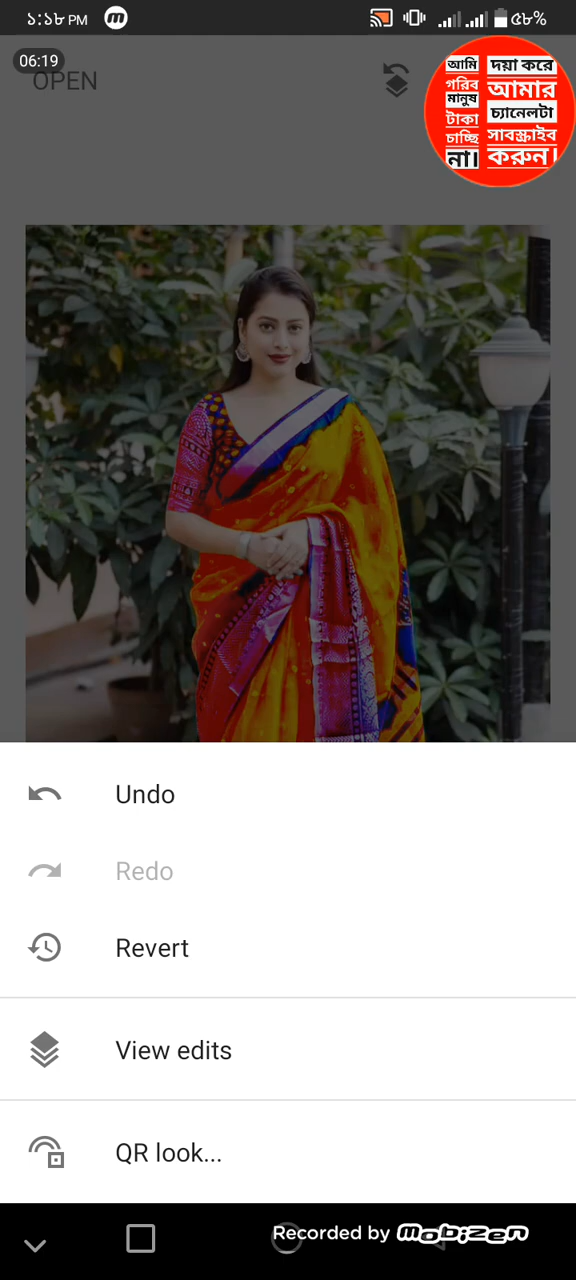 ১:১৮ PM
৫৮%
06:19
OPEN
আমি
গরিব
মানুষ
টাকা
চাচ্ছি
না।
দয়া করে
আমার
চ্যানেলটা
সাবস্ক্রাইব
করুন।
Undo
Redo
Revert
View edits
QR look...
Recorded by mobizen